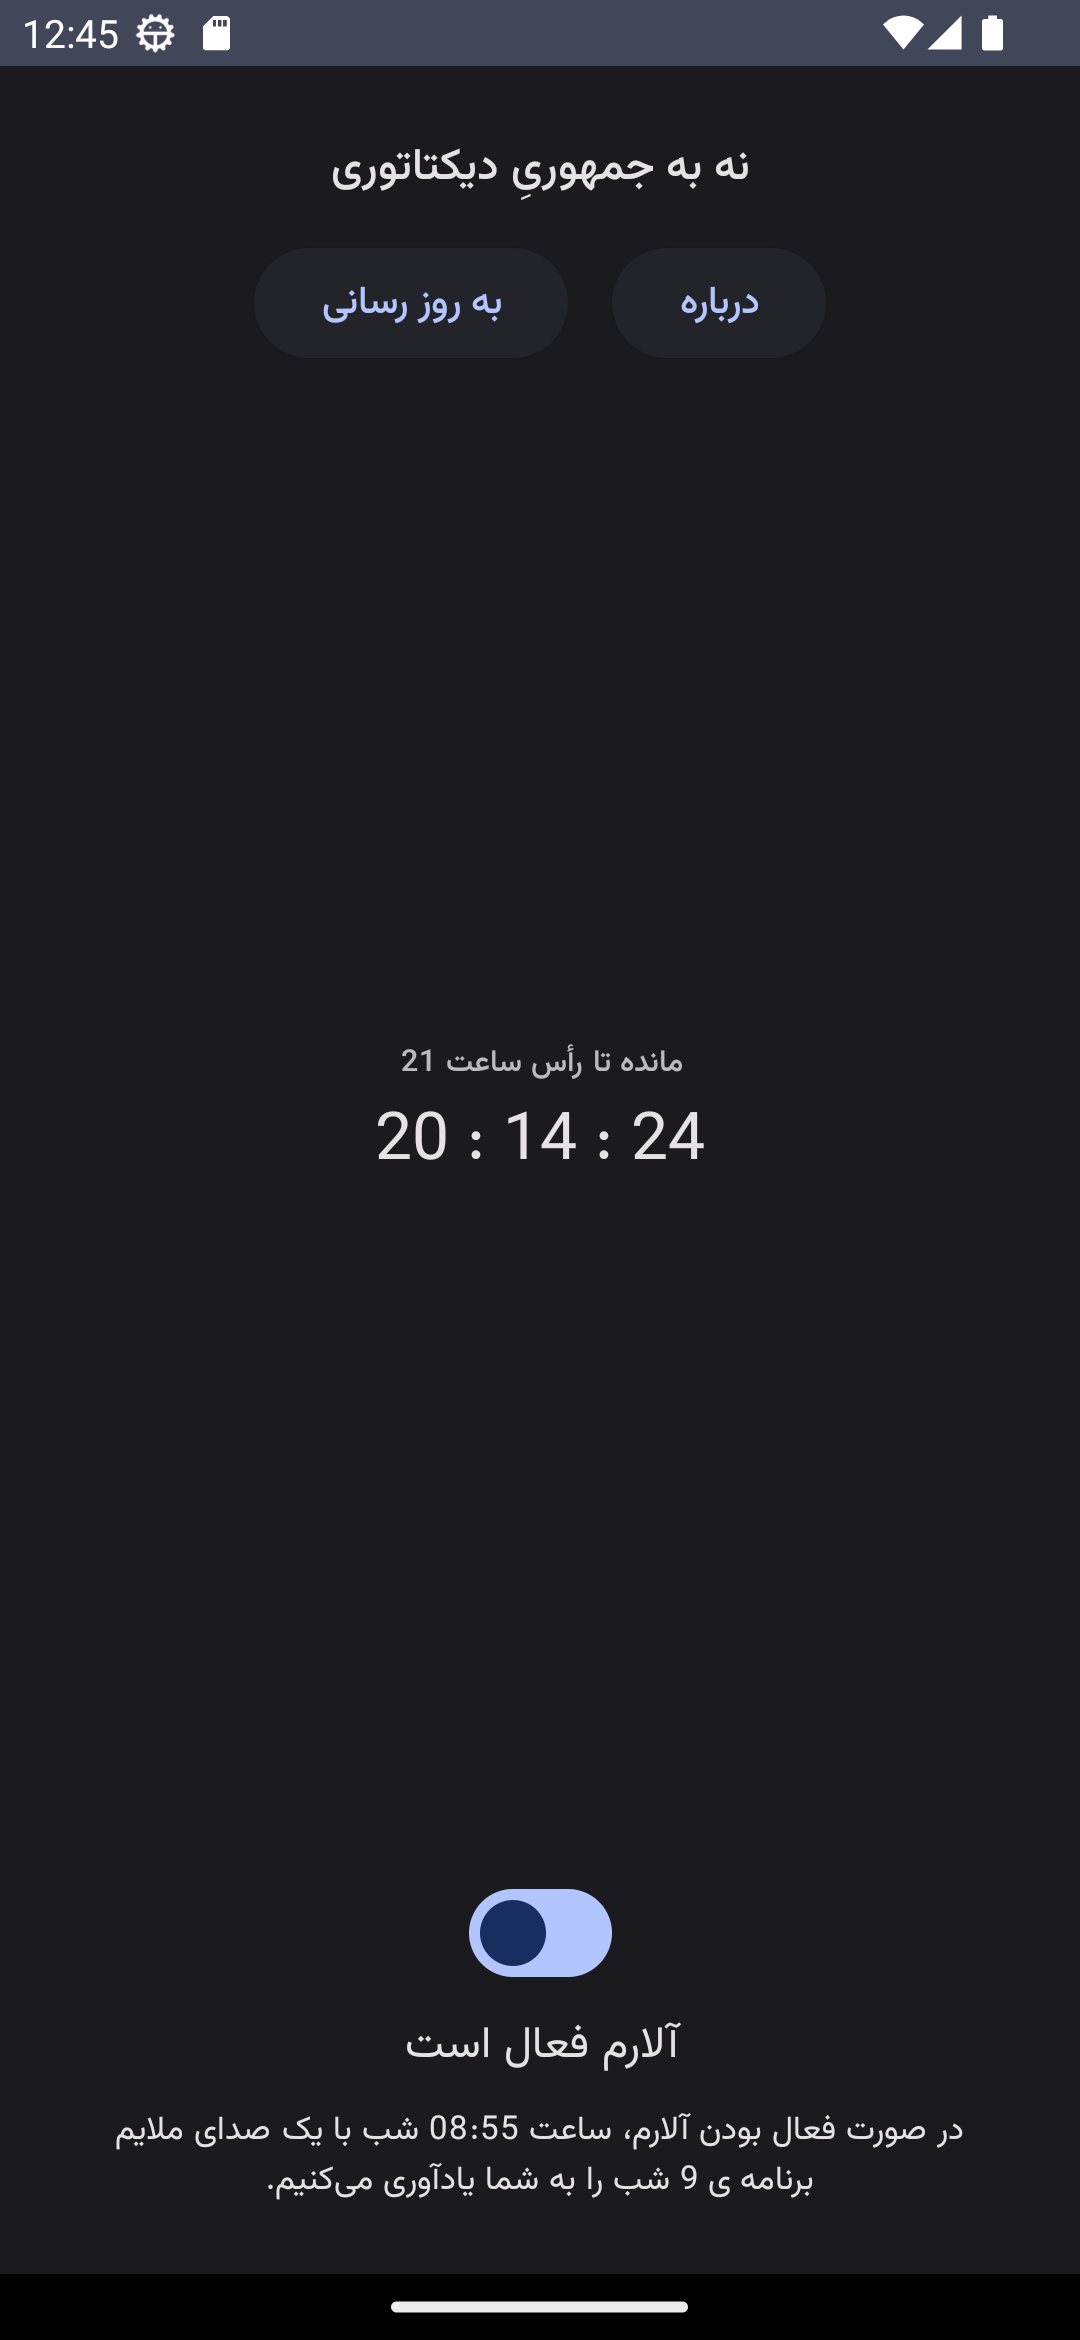 12:45
نه به جمهوریِ دیکتاتوری
درباره
به روز رسانی
مانده تا رأس ساعت 21
20 : 14 : 24
آلارم فعال است
در صورت فعال بودن آلارم، ساعت 08:55 شب با یک صدای ملایم
برنامه ی 9 شب را به شما یادآوری می‌کنیم.